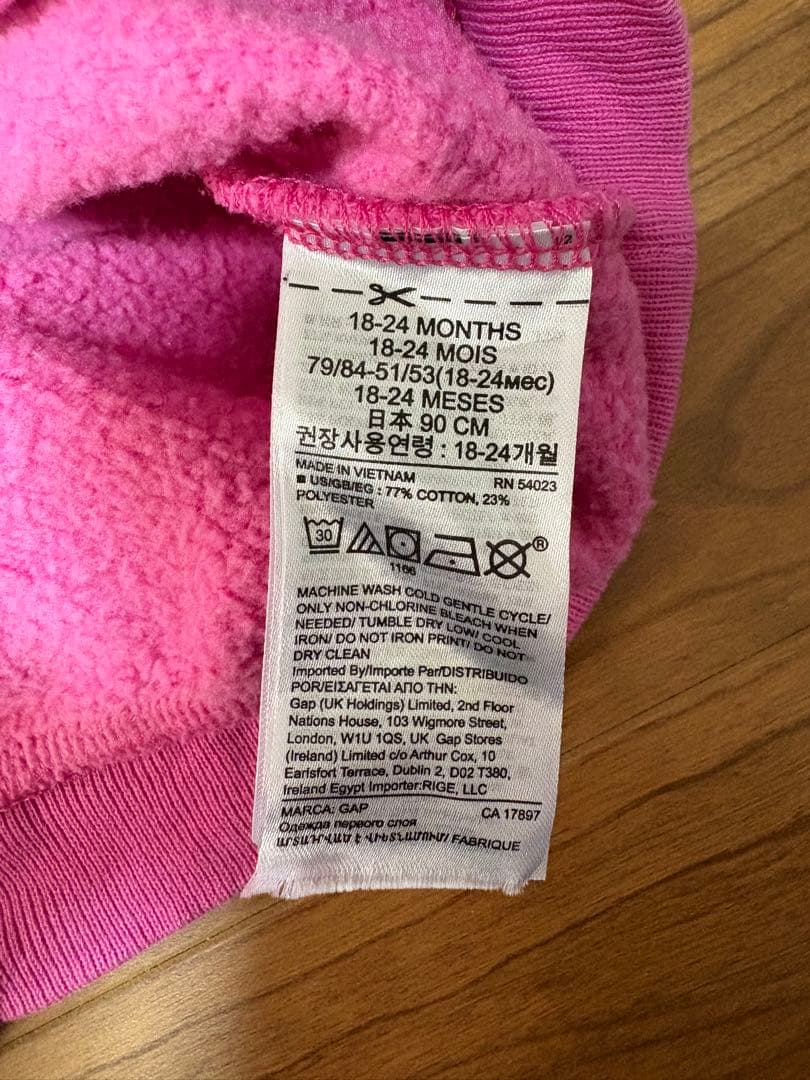 1/2
18-24 MONTHS
18-24 MOIS
79/84-51/53(18-24мес)
18-24 MESES
日本 90 CM
권장사용연령 : 18-24개월
MADE IN VIETNAM RN 54023
US/GB/EG : 77% COTTON, 23%
POLYESTER
30
®
1166
MACHINE WASH COLD GENTLE CYCLE/
ONLY NON-CHLORINE BLEACH WHEN
NEEDED/ TUMBLE DRY LOW/ COOL
IRON/ DO NOT IRON PRINT/ DO NOT
DRY CLEAN
Imported By/Importe Par/DISTRIBUIDO
POR/ΕΙΣΑΓΕΤΑΙ ΑΠΟ ΤΗΝ:
Gap (UK Holdings) Limited, 2nd Floor
Nations House, 103 Wigmore Street,
London, W1U 1QS, UK Gap Stores
(Ireland) Limited c/o Arthur Cox, 10
Earlsfort Terrace, Dublin 2, D02 T380,
Ireland Egypt Importer:RIGE, LLC
MARCA: GAP CA 17897
Одежда первого слоя
ԱՐՏԱԴՐՎԱԾ Է ՎԻԵՏՆԱՄՈՒՄ/ FABRIQUE